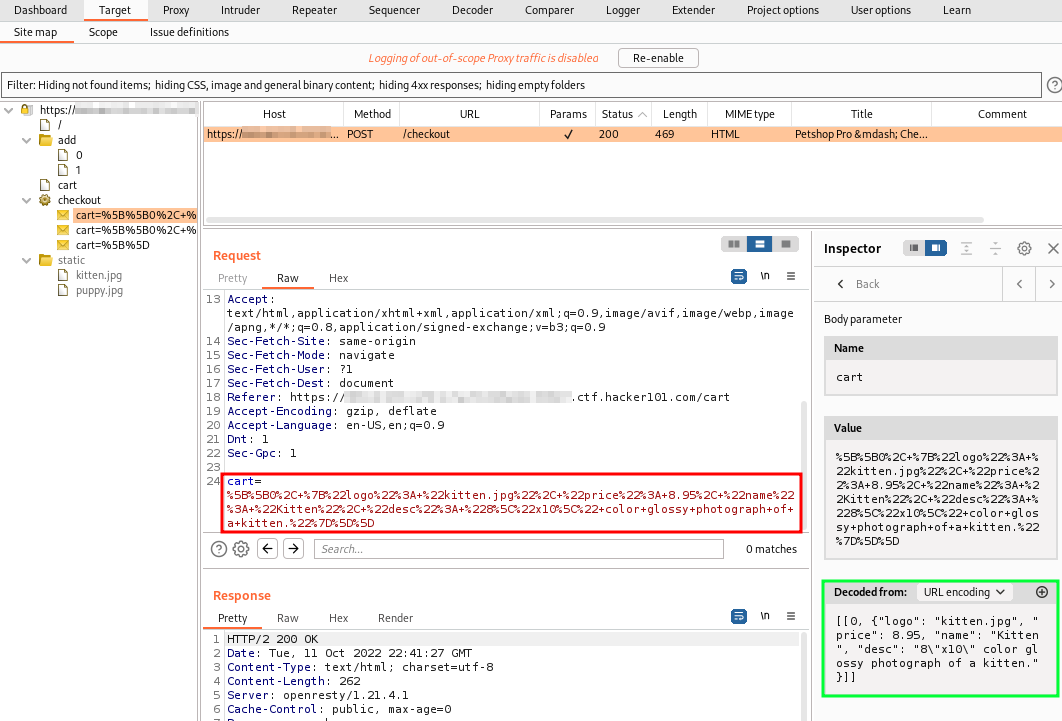 Dashboard Target Proxy Intruder Repeater Sequencer Decoder Comparer Logger Extender Project options User options Learn
Site map Scope Issue definitions
Logging of out-of-scope Proxy traffic is disabled Re-enable
Filter: Hiding not found items; hiding CSS, image and general binary content; hiding 4xx responses; hiding empty folders
https://
/
add
0
1
cart
checkout
cart=%5B%5B0%2C+%
cart=%5B%5B0%2C+%
cart=%5B%5D
static
kitten.jpg
puppy.jpg
Host Method URL Params Status Length MIME type Title Comment
https:// ... POST /checkout ✓ 200 469 HTML Petshop Pro &mdash; Che...
Request
Pretty Raw Hex
\n
13 Accept:
text/html,application/xhtml+xml,application/xml;q=0.9,image/avif,image/webp,image
/apng,*/*;q=0.8,application/signed-exchange;v=b3;q=0.9
14 Sec-Fetch-Site: same-origin
15 Sec-Fetch-Mode: navigate
16 Sec-Fetch-User: ?1
17 Sec-Fetch-Dest: document
18 Referer: https:// .ctf.hacker101.com/cart
19 Accept-Encoding: gzip, deflate
20 Accept-Language: en-US,en;q=0.9
21 Dnt: 1
22 Sec-Gpc: 1
23
24 cart=
%5B%5B0%2C+%7B%22logo%22%3A+%22kitten.jpg%22%2C+%22price%22%3A+8.95%2C+%22name%22
%3A+%22Kitten%22%2C+%22desc%22%3A+%228%5C%22x10%5C%22+color+glossy+photograph+of+
a+kitten.%22%7D%5D%5D
Search... 0 matches
Response
Pretty Raw Hex Render
\n
1 HTTP/2 200 OK
2 Date: Tue, 11 Oct 2022 22:41:27 GMT
3 Content-Type: text/html; charset=utf-8
4 Content-Length: 262
5 Server: openresty/1.21.4.1
6 Cache-Control: public, max-age=0
Inspector
Back
Body parameter
Name
cart
Value
%5B%5B0%2C+%7B%22logo%22%3A+%
22kitten.jpg%22%2C+%22price%2
2%3A+8.95%2C+%22name%22%3A+%2
2Kitten%22%2C+%22desc%22%3A+%
228%5C%22x10%5C%22+color+glos
sy+photograph+of+a+kitten.%22
%7D%5D%5D
Decoded from: URL encoding
[[0, {"logo": "kitten.jpg", "
price": 8.95, "name": "Kitten
", "desc": "8\"x10\" color gl
ossy photograph of a kitten."
}]]